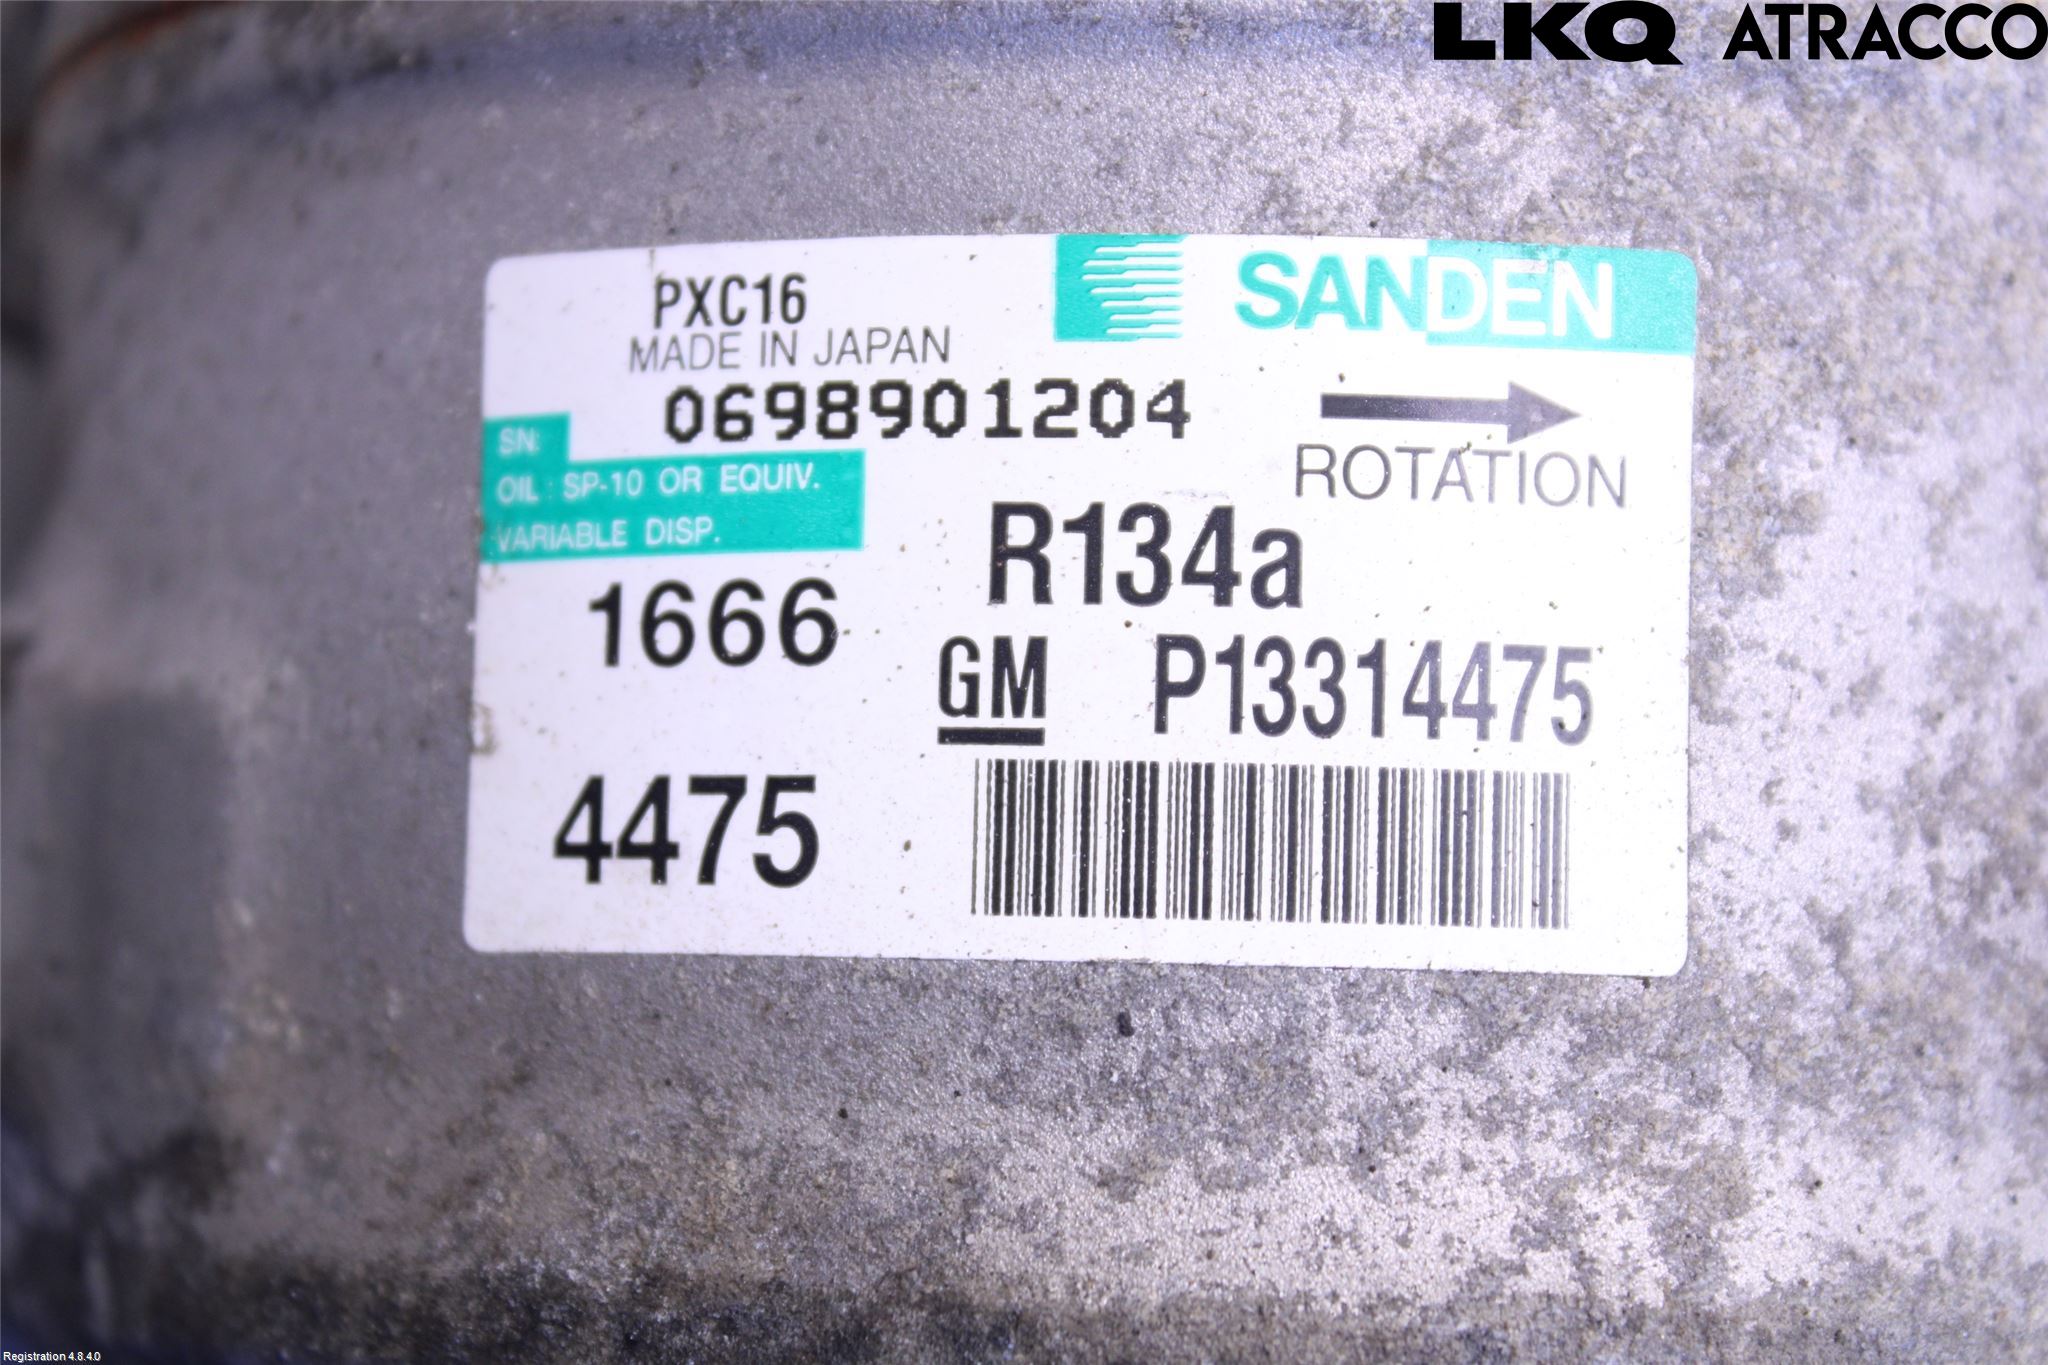 LKQ ATRACCO
PXC16
SANDEN
MADE IN JAPAN
SN: 0698901204
ROTATION
OIL : SP-10 OR EQUIV.
VARIABLE DISP.
R134a
1666
GM P13314475
4475
Registration 4.8.4.0